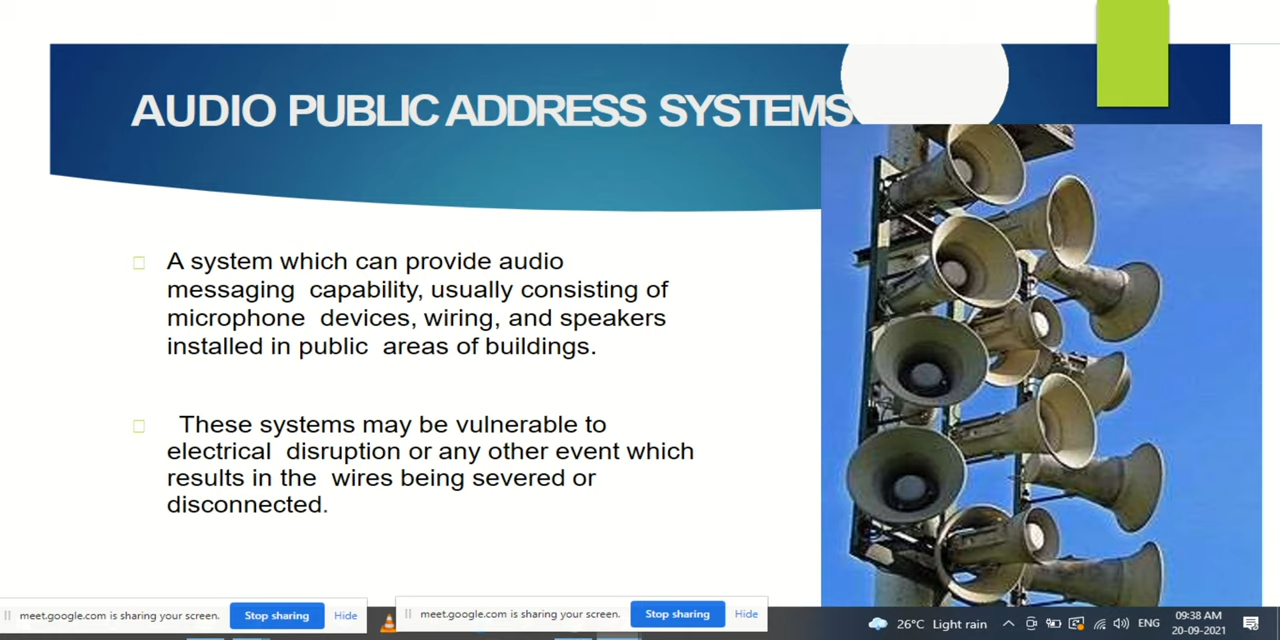 AUDIO PUBLIC ADDRESS SYSTEMS
A system which can provide audio
messaging capability, usually consisting of
microphone devices, wiring, and speakers
installed in public areas of buildings.
These systems may be vulnerable to
electrical disruption or any other event which
results in the wires being severed or
disconnected.
meet.google.com is sharing your screen. Stop sharing Hide
meet.google.com is sharing your screen. Stop sharing Hide
26°C Light rain ENG 09:38 AM
20-09-2021